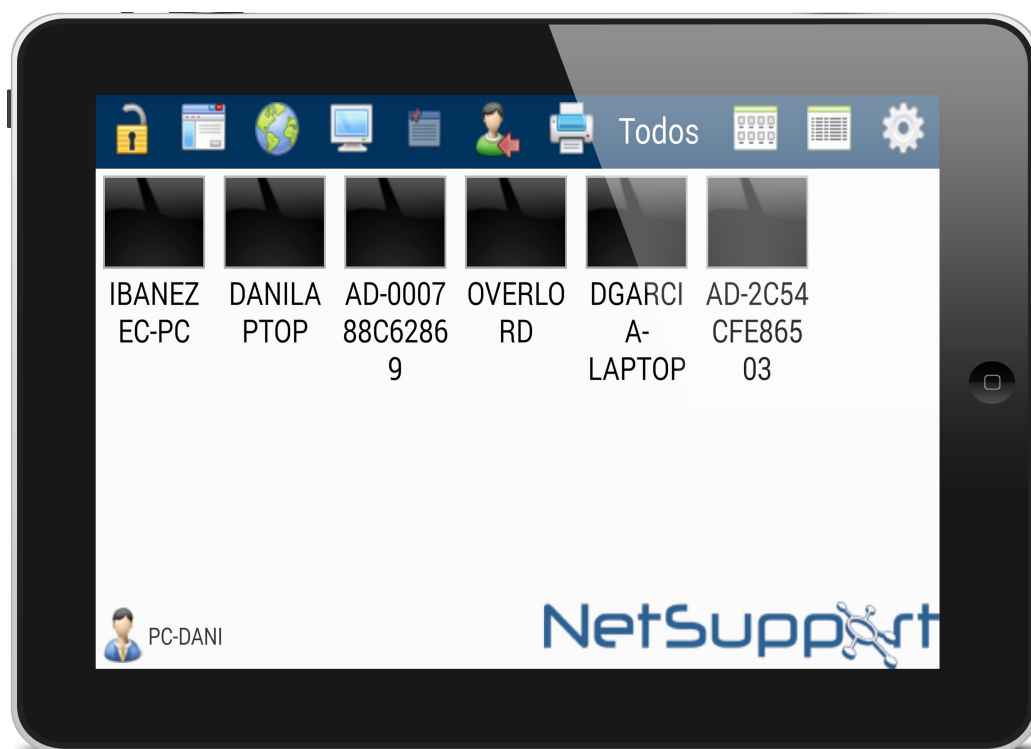 Todos
IBANEZ
EC-PC
DANILA
PTOP
AD-0007
88C6286
9
OVERLO
RD
DGARCI
A-
LAPTOP
AD-2C54
CFE865
03
PC-DANI
NetSupport